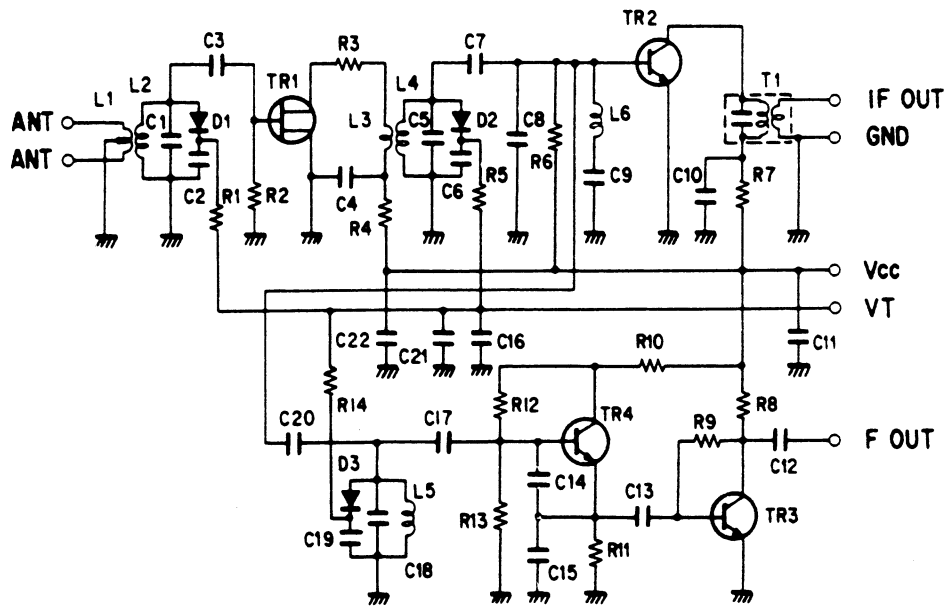 TR2
C3
C7
R3
TR1
L4
T1
L2
L1
IF OUT
ANT
C1
D1
L3
C5
D2
C8
L6
GND
ANT
R6
C2
R1
R2
C4
C6
R5
C9
C10
R7
R4
Vcc
VT
C22
C21
C16
C11
R10
R14
R12
TR4
R8
C20
C17
R9
F OUT
C12
D3
L5
C14
C13
R13
TR3
C19
R11
C18
C15